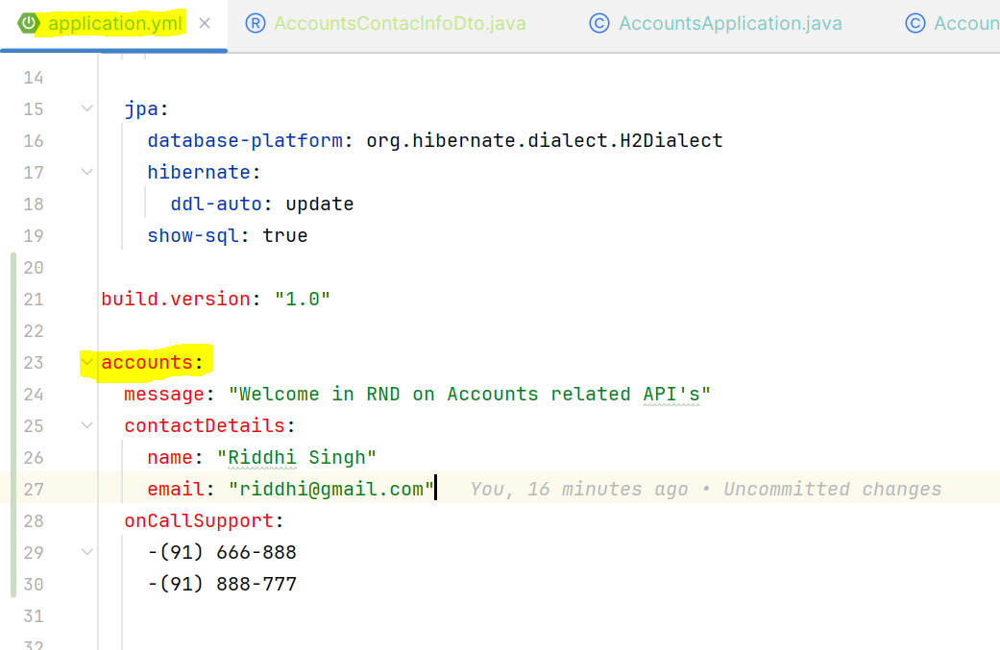 application.yml AccountsContacInfoDto.java AccountsApplication.java Accoun
14
15 jpa:
16 database-platform: org.hibernate.dialect.H2Dialect
17 hibernate:
18 ddl-auto: update
19 show-sql: true
20
21 build.version: "1.0"
22
23 accounts:
24 message: "Welcome in RND on Accounts related API's"
25 contactDetails:
26 name: "Riddhi Singh"
27 email: "riddhi@gmail.com" You, 16 minutes ago • Uncommitted changes
28 onCallSupport:
29 -(91) 666-888
30 -(91) 888-777
31
32